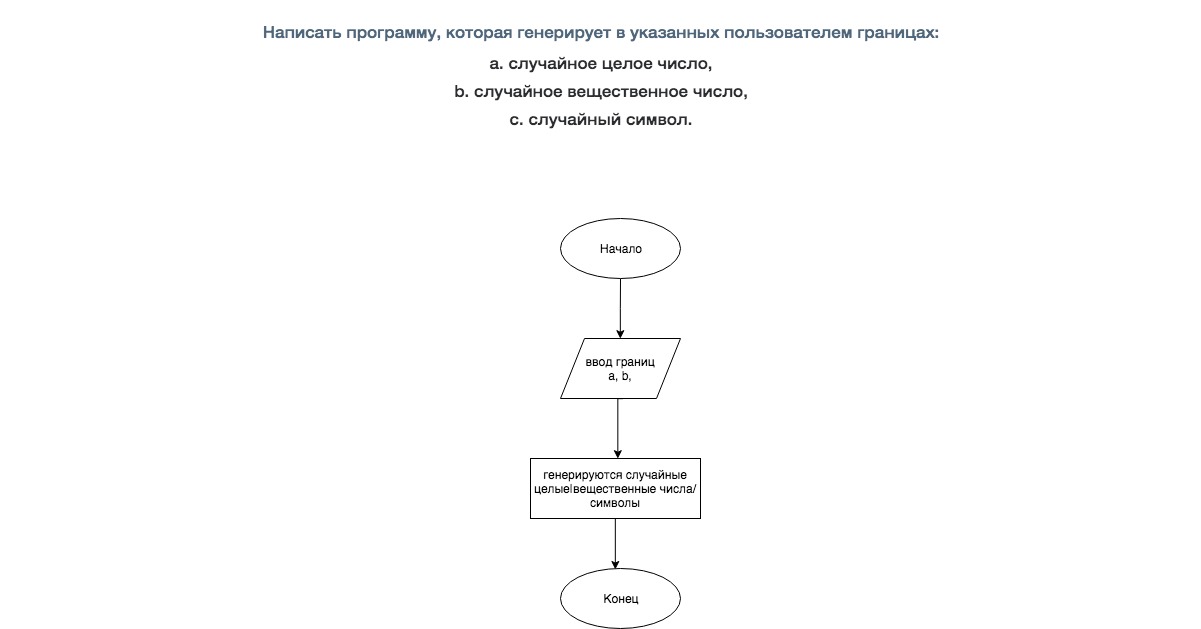 Написать программу, которая генерирует в указанных пользователем границах:
a. случайное целое число,
b. случайное вещественное число,
c. случайный символ.
Начало
ввод границ
a, b,
генерируются случайные
целые|вещественные числа/
символы
Конец